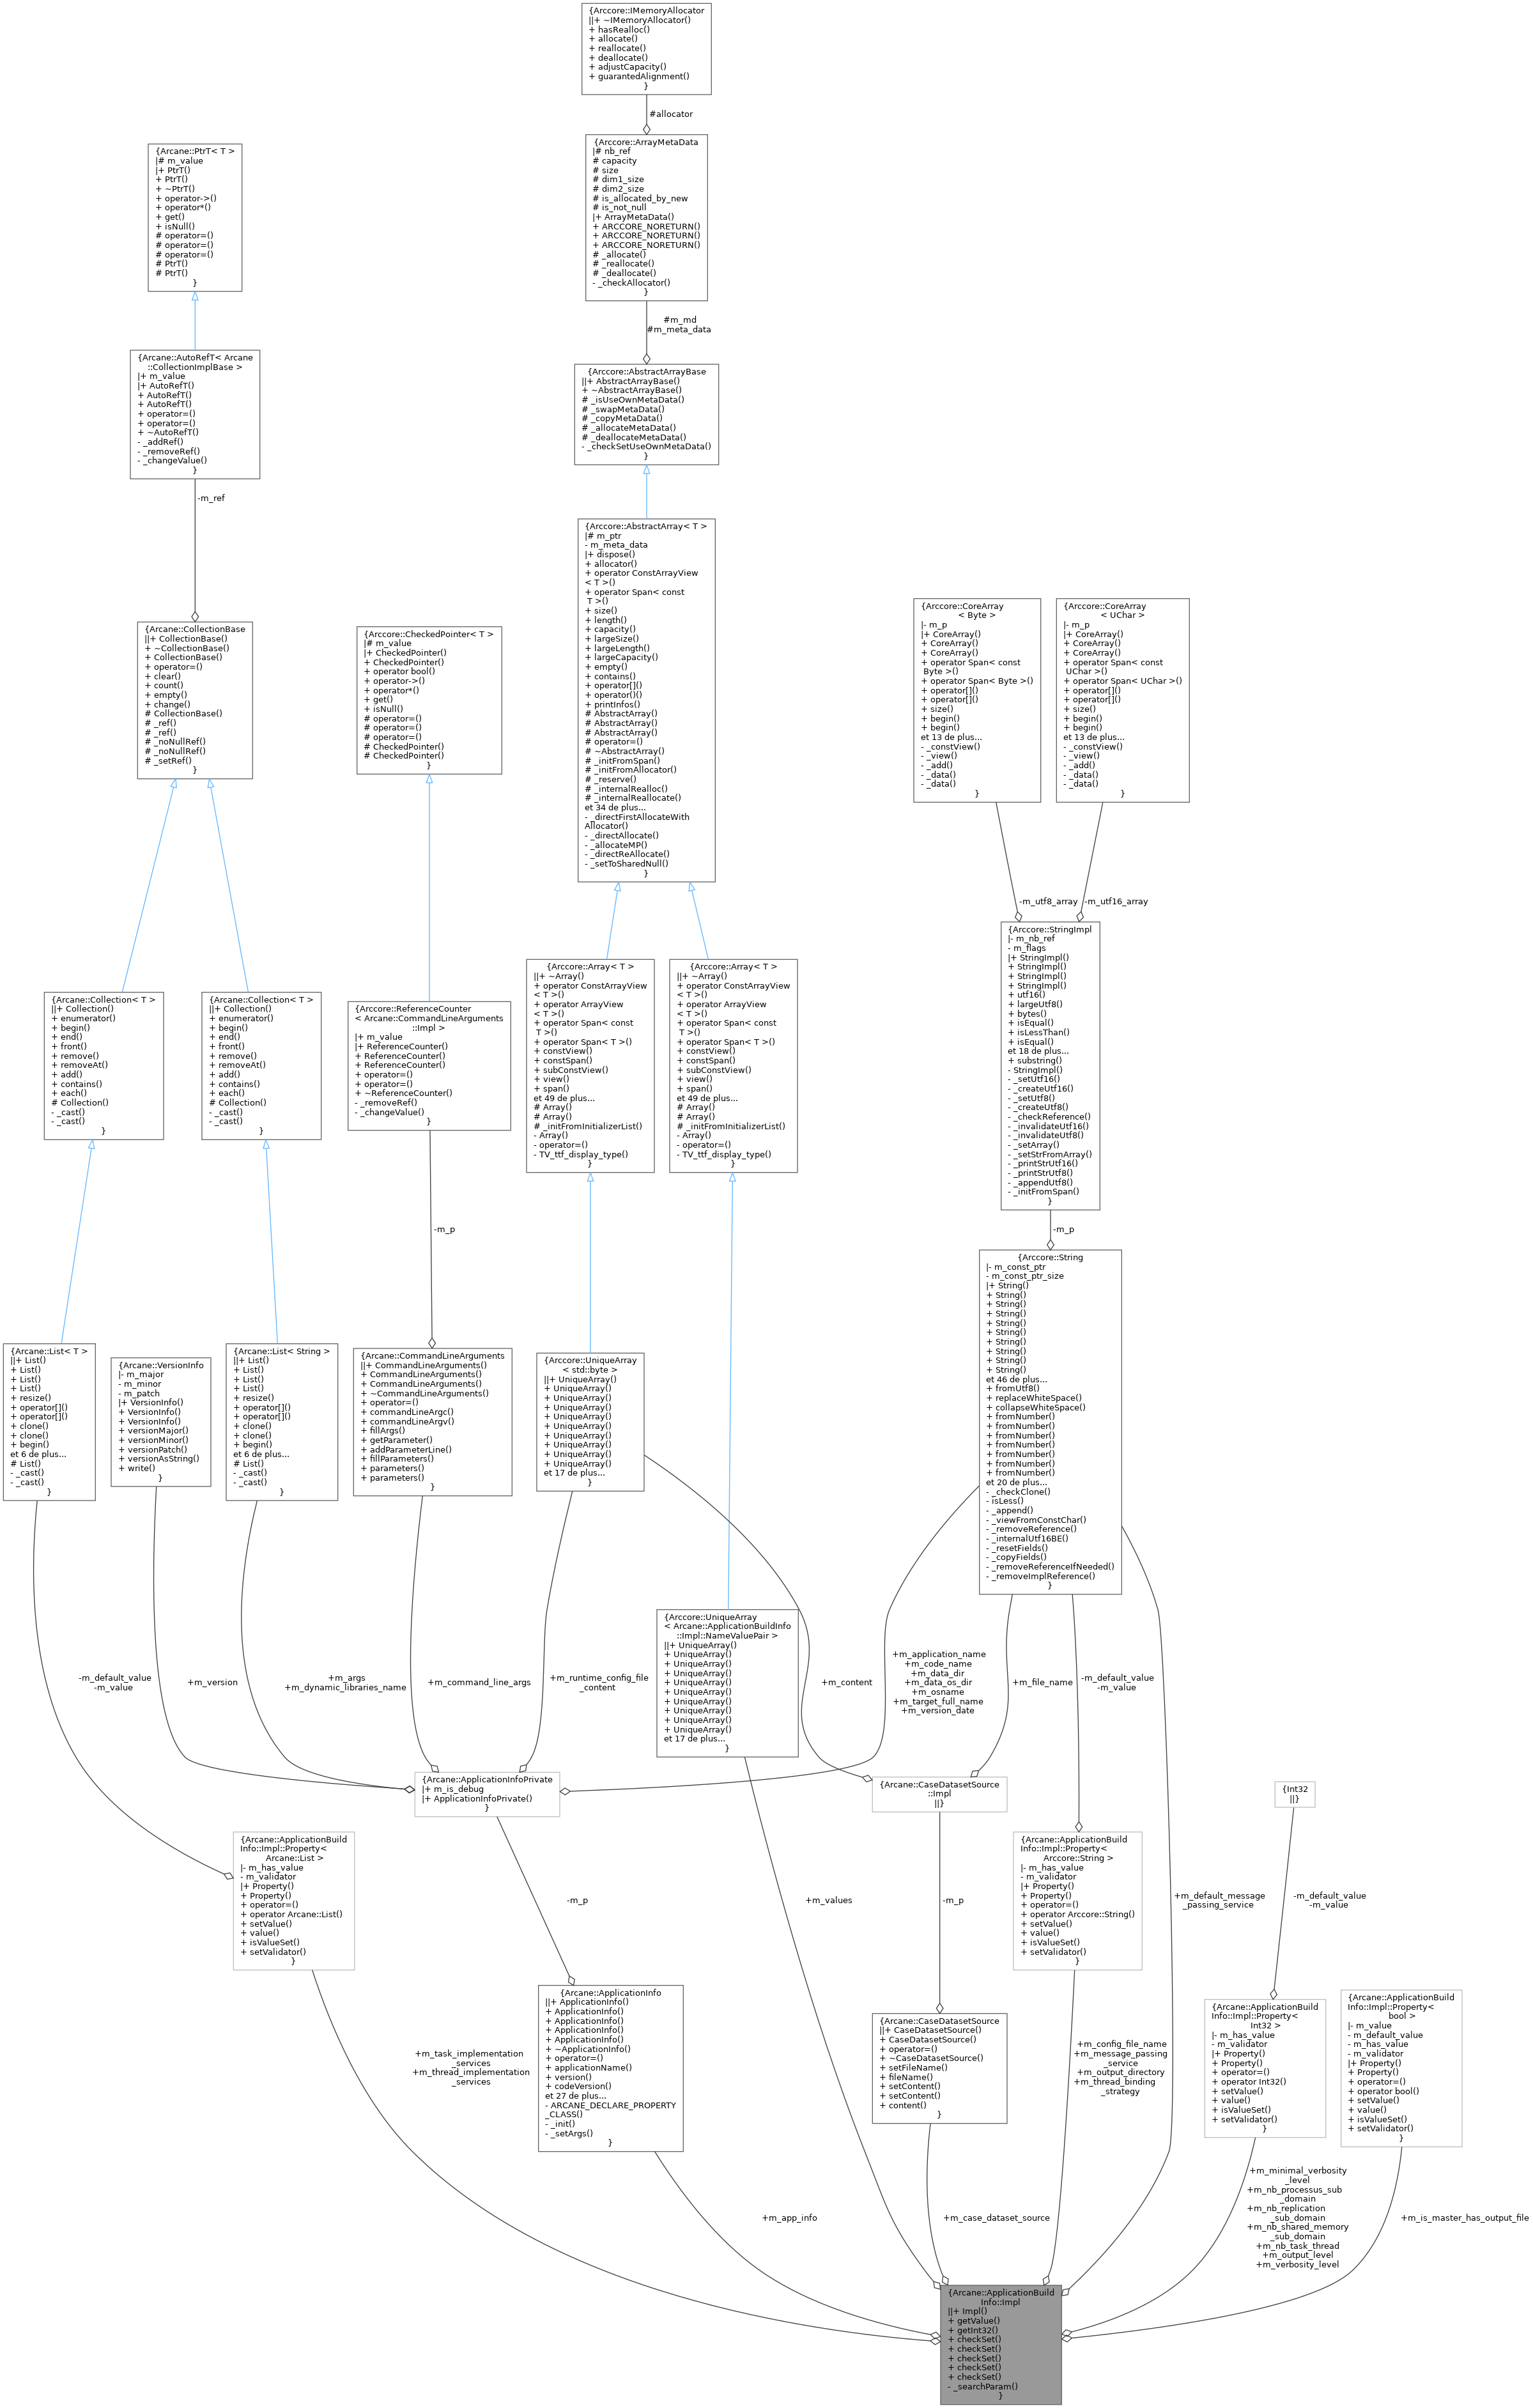 {Arccore::IMemoryAllocator
||+ ~IMemoryAllocator()
+ hasRealloc()
+ allocate()
+ reallocate()
+ deallocate()
+ adjustCapacity()
+ guarantedAlignment()
}
#allocator
{Arccore::ArrayMetaData
|# nb_ref
# capacity
# size
# dim1_size
# dim2_size
# is_allocated_by_new
# is_not_null
|+ ArrayMetaData()
+ ARCCORE_NORETURN()
+ ARCCORE_NORETURN()
+ ARCCORE_NORETURN()
# _allocate()
# _reallocate()
# _deallocate()
- _checkAllocator()
}
{Arcane::PtrT< T >
|# m_value
|+ PtrT()
+ PtrT()
+ ~PtrT()
+ operator->()
+ operator*()
+ get()
+ isNull()
# operator=()
# operator=()
# operator=()
# PtrT()
# PtrT()
}
#m_md
#m_meta_data
{Arcane::AutoRefT< Arcane
::CollectionImplBase >
|+ m_value
|+ AutoRefT()
+ AutoRefT()
+ AutoRefT()
+ operator=()
+ operator=()
+ ~AutoRefT()
- _addRef()
- _removeRef()
- _changeValue()
}
{Arccore::AbstractArrayBase
||+ AbstractArrayBase()
+ ~AbstractArrayBase()
# _isUseOwnMetaData()
# _swapMetaData()
# _copyMetaData()
# _allocateMetaData()
# _deallocateMetaData()
- _checkSetUseOwnMetaData()
}
-m_ref
{Arccore::AbstractArray< T >
|# m_ptr
- m_meta_data
|+ dispose()
+ allocator()
+ operator ConstArrayView
< T >()
+ operator Span< const
T >()
+ size()
+ length()
+ capacity()
+ largeSize()
+ largeLength()
+ largeCapacity()
+ empty()
+ contains()
+ operator[]()
+ operator()()
+ printInfos()
# AbstractArray()
# AbstractArray()
# AbstractArray()
# operator=()
# ~AbstractArray()
# _initFromSpan()
# _initFromAllocator()
# _reserve()
# _internalRealloc()
# _internalReallocate()
et 34 de plus...
- _directFirstAllocateWith
Allocator()
- _directAllocate()
- _allocateMP()
- _directReAllocate()
- _setToSharedNull()
}
{Arcane::CollectionBase
||+ CollectionBase()
+ ~CollectionBase()
+ CollectionBase()
+ operator=()
+ clear()
+ count()
+ empty()
+ change()
# CollectionBase()
# _ref()
# _ref()
# _noNullRef()
# _noNullRef()
# _setRef()
}
{Arccore::CheckedPointer< T >
|# m_value
|+ CheckedPointer()
+ CheckedPointer()
+ operator bool()
+ operator->()
+ operator*()
+ get()
+ isNull()
# operator=()
# operator=()
# operator=()
# CheckedPointer()
# CheckedPointer()
}
{Arccore::CoreArray
< Byte >
|- m_p
|+ CoreArray()
+ CoreArray()
+ CoreArray()
+ operator Span< const
Byte >()
+ operator Span< Byte >()
+ operator[]()
+ operator[]()
+ size()
+ begin()
+ begin()
et 13 de plus...
- _constView()
- _view()
- _add()
- _data()
- _data()
}
{Arccore::CoreArray
< UChar >
|- m_p
|+ CoreArray()
+ CoreArray()
+ CoreArray()
+ operator Span< const
UChar >()
+ operator Span< UChar >()
+ operator[]()
+ operator[]()
+ size()
+ begin()
+ begin()
et 13 de plus...
- _constView()
- _view()
- _add()
- _data()
- _data()
}
-m_utf8_array
-m_utf16_array
{Arccore::StringImpl
|- m_nb_ref
- m_flags
|+ StringImpl()
+ StringImpl()
+ StringImpl()
+ StringImpl()
+ utf16()
+ largeUtf8()
+ bytes()
+ isEqual()
+ isLessThan()
+ isEqual()
et 18 de plus...
+ substring()
- StringImpl()
- _setUtf16()
- _createUtf16()
- _setUtf8()
- _createUtf8()
- _checkReference()
- _invalidateUtf16()
- _invalidateUtf8()
- _setArray()
- _setStrFromArray()
- _printStrUtf16()
- _printStrUtf8()
- _appendUtf8()
- _initFromSpan()
}
{Arcane::Collection< T >
||+ Collection()
+ enumerator()
+ begin()
+ end()
+ front()
+ remove()
+ removeAt()
+ add()
+ contains()
+ each()
# Collection()
- _cast()
- _cast()
}
{Arcane::Collection< T >
||+ Collection()
+ enumerator()
+ begin()
+ end()
+ front()
+ remove()
+ removeAt()
+ add()
+ contains()
+ each()
# Collection()
- _cast()
- _cast()
}
{Arccore::ReferenceCounter
< Arcane::CommandLineArguments
::Impl >
|+ m_value
|+ ReferenceCounter()
+ ReferenceCounter()
+ ReferenceCounter()
+ operator=()
+ operator=()
+ ~ReferenceCounter()
- _removeRef()
- _changeValue()
}
{Arccore::Array< T >
||+ ~Array()
+ operator ConstArrayView
< T >()
+ operator ArrayView
< T >()
+ operator Span< const
T >()
+ operator Span< T >()
+ constView()
+ constSpan()
+ subConstView()
+ view()
+ span()
et 49 de plus...
# Array()
# Array()
# _initFromInitializerList()
- Array()
- operator=()
- TV_ttf_display_type()
}
{Arccore::Array< T >
||+ ~Array()
+ operator ConstArrayView
< T >()
+ operator ArrayView
< T >()
+ operator Span< const
T >()
+ operator Span< T >()
+ constView()
+ constSpan()
+ subConstView()
+ view()
+ span()
et 49 de plus...
# Array()
# Array()
# _initFromInitializerList()
- Array()
- operator=()
- TV_ttf_display_type()
}
-m_p
-m_p
{Arccore::String
|- m_const_ptr
- m_const_ptr_size
|+ String()
+ String()
+ String()
+ String()
+ String()
+ String()
+ String()
+ String()
+ String()
+ String()
et 46 de plus...
+ fromUtf8()
+ replaceWhiteSpace()
+ collapseWhiteSpace()
+ fromNumber()
+ fromNumber()
+ fromNumber()
+ fromNumber()
+ fromNumber()
+ fromNumber()
+ fromNumber()
et 20 de plus...
- _checkClone()
- isLess()
- _append()
- _viewFromConstChar()
- _removeReference()
- _internalUtf16BE()
- _resetFields()
- _copyFields()
- _removeReferenceIfNeeded()
- _removeImplReference()
}
{Arcane::List< T >
||+ List()
+ List()
+ List()
+ List()
+ resize()
+ operator[]()
+ operator[]()
+ clone()
+ clone()
+ begin()
et 6 de plus...
# List()
- _cast()
- _cast()
}
{Arcane::VersionInfo
|- m_major
- m_minor
- m_patch
|+ VersionInfo()
+ VersionInfo()
+ VersionInfo()
+ versionMajor()
+ versionMinor()
+ versionPatch()
+ versionAsString()
+ write()
}
{Arcane::List< String >
||+ List()
+ List()
+ List()
+ List()
+ resize()
+ operator[]()
+ operator[]()
+ clone()
+ clone()
+ begin()
et 6 de plus...
# List()
- _cast()
- _cast()
}
{Arcane::CommandLineArguments
||+ CommandLineArguments()
+ CommandLineArguments()
+ CommandLineArguments()
+ ~CommandLineArguments()
+ operator=()
+ commandLineArgc()
+ commandLineArgv()
+ fillArgs()
+ getParameter()
+ addParameterLine()
+ fillParameters()
+ parameters()
+ parameters()
}
{Arccore::UniqueArray
< std::byte >
||+ UniqueArray()
+ UniqueArray()
+ UniqueArray()
+ UniqueArray()
+ UniqueArray()
+ UniqueArray()
+ UniqueArray()
+ UniqueArray()
+ UniqueArray()
+ UniqueArray()
et 17 de plus...
}
{Arccore::UniqueArray
< Arcane::ApplicationBuildInfo
::Impl::NameValuePair >
||+ UniqueArray()
+ UniqueArray()
+ UniqueArray()
+ UniqueArray()
+ UniqueArray()
+ UniqueArray()
+ UniqueArray()
+ UniqueArray()
+ UniqueArray()
+ UniqueArray()
et 17 de plus...
}
-m_default_value
-m_value
+m_version
+m_args
+m_dynamic_libraries_name
+m_command_line_args
+m_runtime_config_file
_content
+m_content
+m_application_name
+m_code_name
+m_data_dir
+m_data_os_dir
+m_osname
+m_target_full_name
+m_version_date
+m_file_name
-m_default_value
-m_value
{Arcane::ApplicationInfoPrivate
|+ m_is_debug
|+ ApplicationInfoPrivate()
}
{Arcane::CaseDatasetSource
::Impl
||}
{Int32
||}
{Arcane::ApplicationBuild
Info::Impl::Property<
Arcane::List >
|- m_has_value
- m_validator
|+ Property()
+ Property()
+ operator=()
+ operator Arcane::List()
+ setValue()
+ value()
+ isValueSet()
+ setValidator()
}
-m_p
+m_values
-m_p
{Arcane::ApplicationBuild
Info::Impl::Property<
Arccore::String >
|- m_has_value
- m_validator
|+ Property()
+ Property()
+ operator=()
+ operator Arccore::String()
+ setValue()
+ value()
+ isValueSet()
+ setValidator()
}
+m_default_message
_passing_service
-m_default_value
-m_value
{Arcane::ApplicationInfo
||+ ApplicationInfo()
+ ApplicationInfo()
+ ApplicationInfo()
+ ApplicationInfo()
+ ApplicationInfo()
+ ~ApplicationInfo()
+ operator=()
+ applicationName()
+ version()
+ codeVersion()
et 27 de plus...
- ARCANE_DECLARE_PROPERTY
_CLASS()
- _init()
- _setArgs()
}
{Arcane::CaseDatasetSource
||+ CaseDatasetSource()
+ CaseDatasetSource()
+ operator=()
+ ~CaseDatasetSource()
+ setFileName()
+ fileName()
+ setContent()
+ setContent()
+ content()
}
{Arcane::ApplicationBuild
Info::Impl::Property<
Int32 >
|- m_has_value
- m_validator
|+ Property()
+ Property()
+ operator=()
+ operator Int32()
+ setValue()
+ value()
+ isValueSet()
+ setValidator()
}
{Arcane::ApplicationBuild
Info::Impl::Property<
bool >
|- m_value
- m_default_value
- m_has_value
- m_validator
|+ Property()
+ Property()
+ operator=()
+ operator bool()
+ setValue()
+ value()
+ isValueSet()
+ setValidator()
}
+m_task_implementation
_services
+m_thread_implementation
_services
+m_config_file_name
+m_message_passing
_service
+m_output_directory
+m_thread_binding
_strategy
+m_app_info
+m_case_dataset_source
+m_minimal_verbosity
_level
+m_nb_processus_sub
_domain
+m_nb_replication
_sub_domain
+m_nb_shared_memory
_sub_domain
+m_nb_task_thread
+m_output_level
+m_verbosity_level
+m_is_master_has_output_file
{Arcane::ApplicationBuild
Info::Impl
||+ Impl()
+ getValue()
+ getInt32()
+ checkSet()
+ checkSet()
+ checkSet()
+ checkSet()
+ checkSet()
- _searchParam()
}